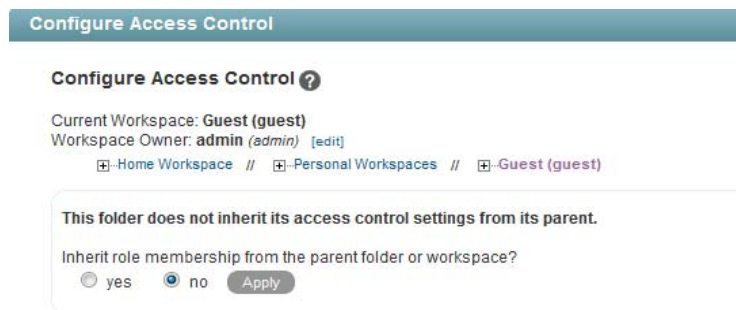 Configure Access Control
Configure Access Control ?
Current Workspace: Guest (guest)
Workspace Owner: admin (admin) [edit]
Home Workspace // Personal Workspaces // Guest (guest)
This folder does not inherit its access control settings from its parent.
Inherit role membership from the parent folder or workspace?
yes no Apply